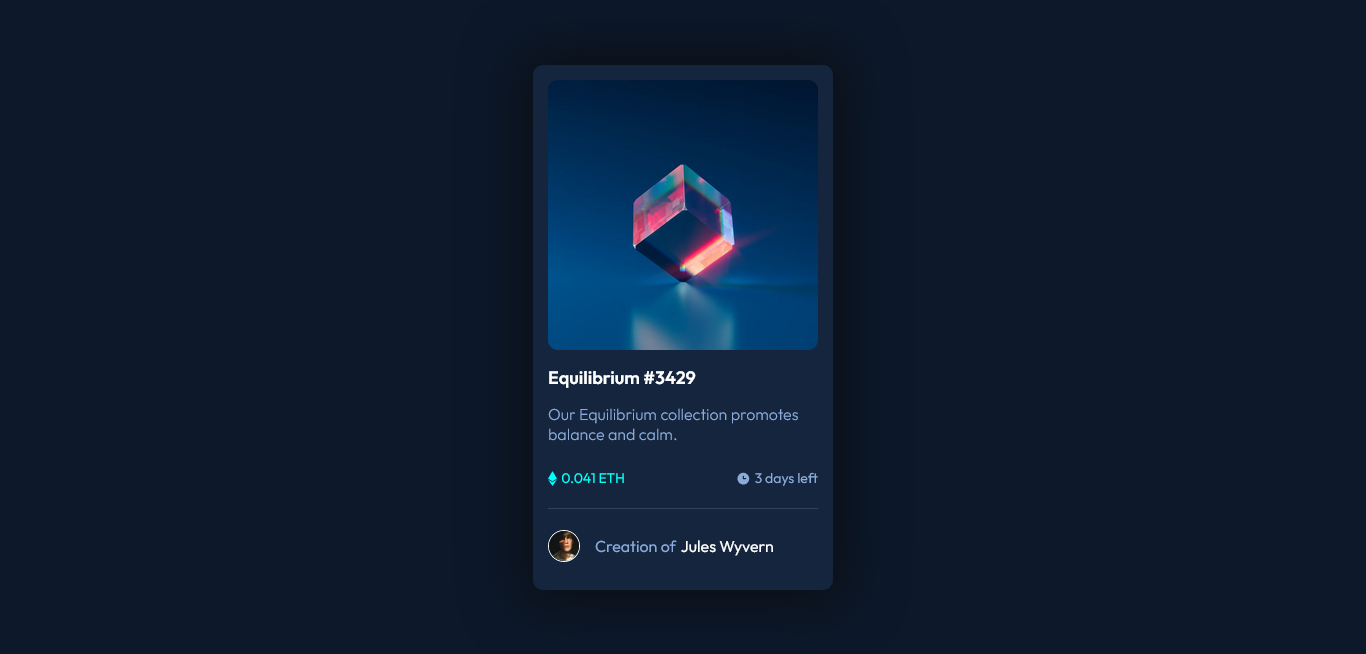 Equilibrium #3429
Our Equilibrium collection promotes
balance and calm.
0.041 ETH
3 days left
Creation of Jules Wyvern